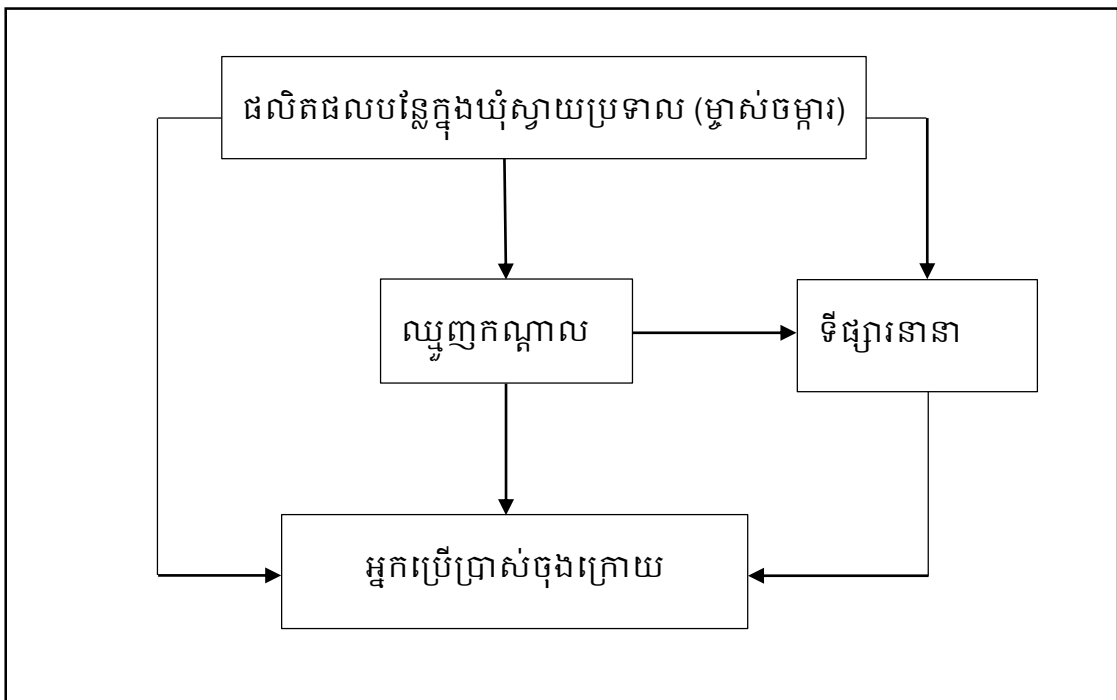 ផលិតផលបន្លែក្នុងឃុំស្វាយប្រទាល (ម្ចាស់ចម្ការ)
ឈ្មួញកណ្តាល
ទីផ្សារនានា
អ្នកប្រើប្រាស់ចុងក្រោយ